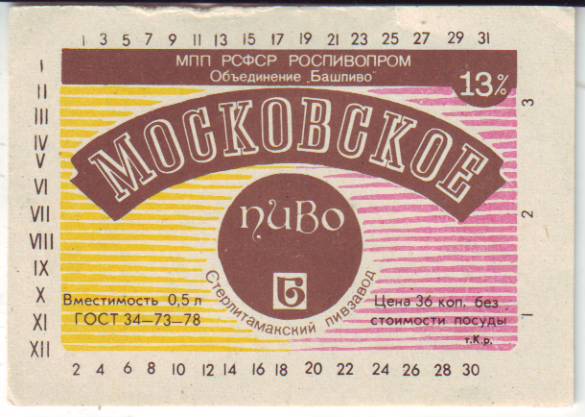 1 3 5 7 9 11 13 15 17 19 21 23 25 27 29 31
МПП РСФСР РОСПИВОПРОМ
Объединение „Башпиво"
13%
МОСКОВСКОЕ
пиво
Б
Стерлитамакский пивзавод
Вместимость 0,5 л
ГОСТ 34—73—78
Цена 36 коп. без
стоимости посуды
т.К.р.
I
II
III
IV
V
VI
VII
VIII
IX
X
XI
XII
3
2
1
2 4 6 8 10 12 14 16 18 20 22 24 26 28 30